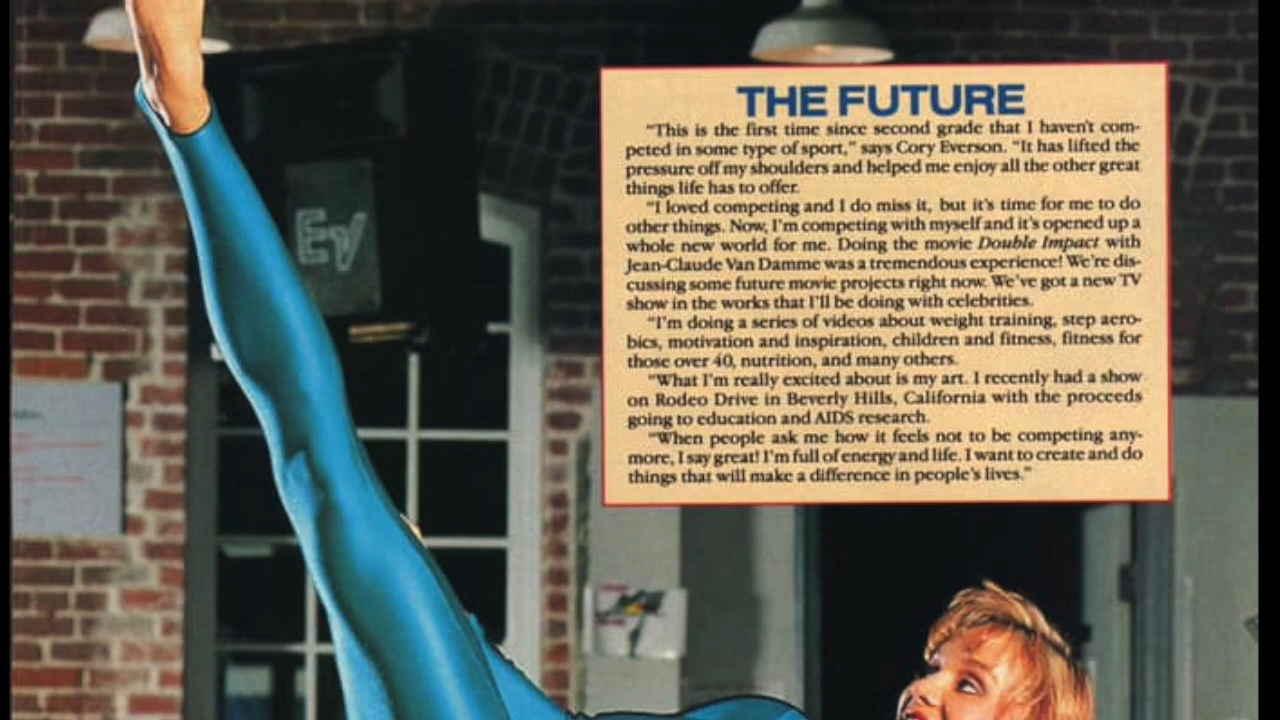 THE FUTURE
"This is the first time since second grade that I haven't com-
peted in some type of sport," says Cory Everson. "It has lifted the
pressure off my shoulders and helped me enjoy all the other great
things life has to offer.
"I loved competing and I do miss it, but it's time for me to do
other things. Now, I'm competing with myself and it's opened up a
whole new world for me. Doing the movie Double Impact with
Jean-Claude Van Damme was a tremendous experience! We're dis-
cussing some future movie projects right now. We've got a new TV
show in the works that I'll be doing with celebrities.
"I'm doing a series of videos about weight training, step aero-
bics, motivation and inspiration, children and fitness, fitness for
those over 40, nutrition, and many others.
"What I'm really excited about is my art. I recently had a show
on Rodeo Drive in Beverly Hills, California with the proceeds
going to education and AIDS research.
"When people ask me how it feels not to be competing any-
more, I say great! I'm full of energy and life. I want to create and do
things that will make a difference in people's lives."
EV